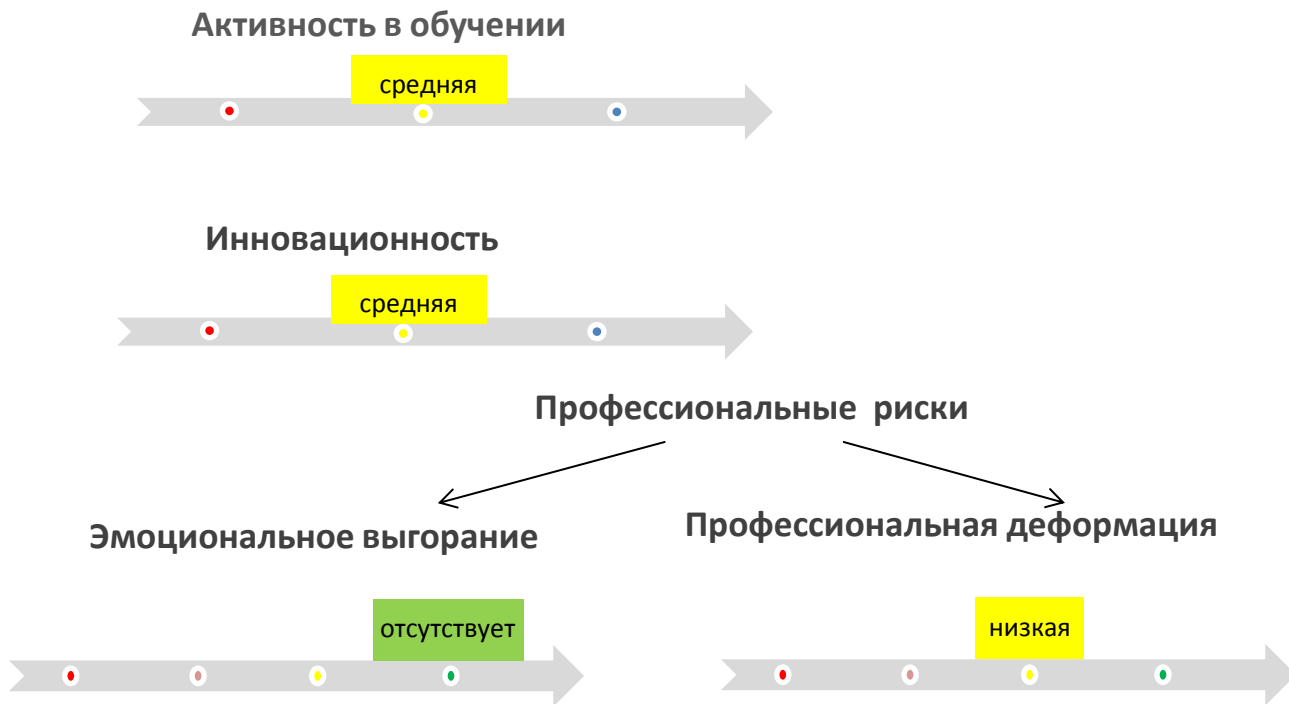 Активность в обучении
средняя
Инновационность
средняя
Профессиональные риски
Эмоциональное выгорание
Профессиональная деформация
отсутствует
низкая